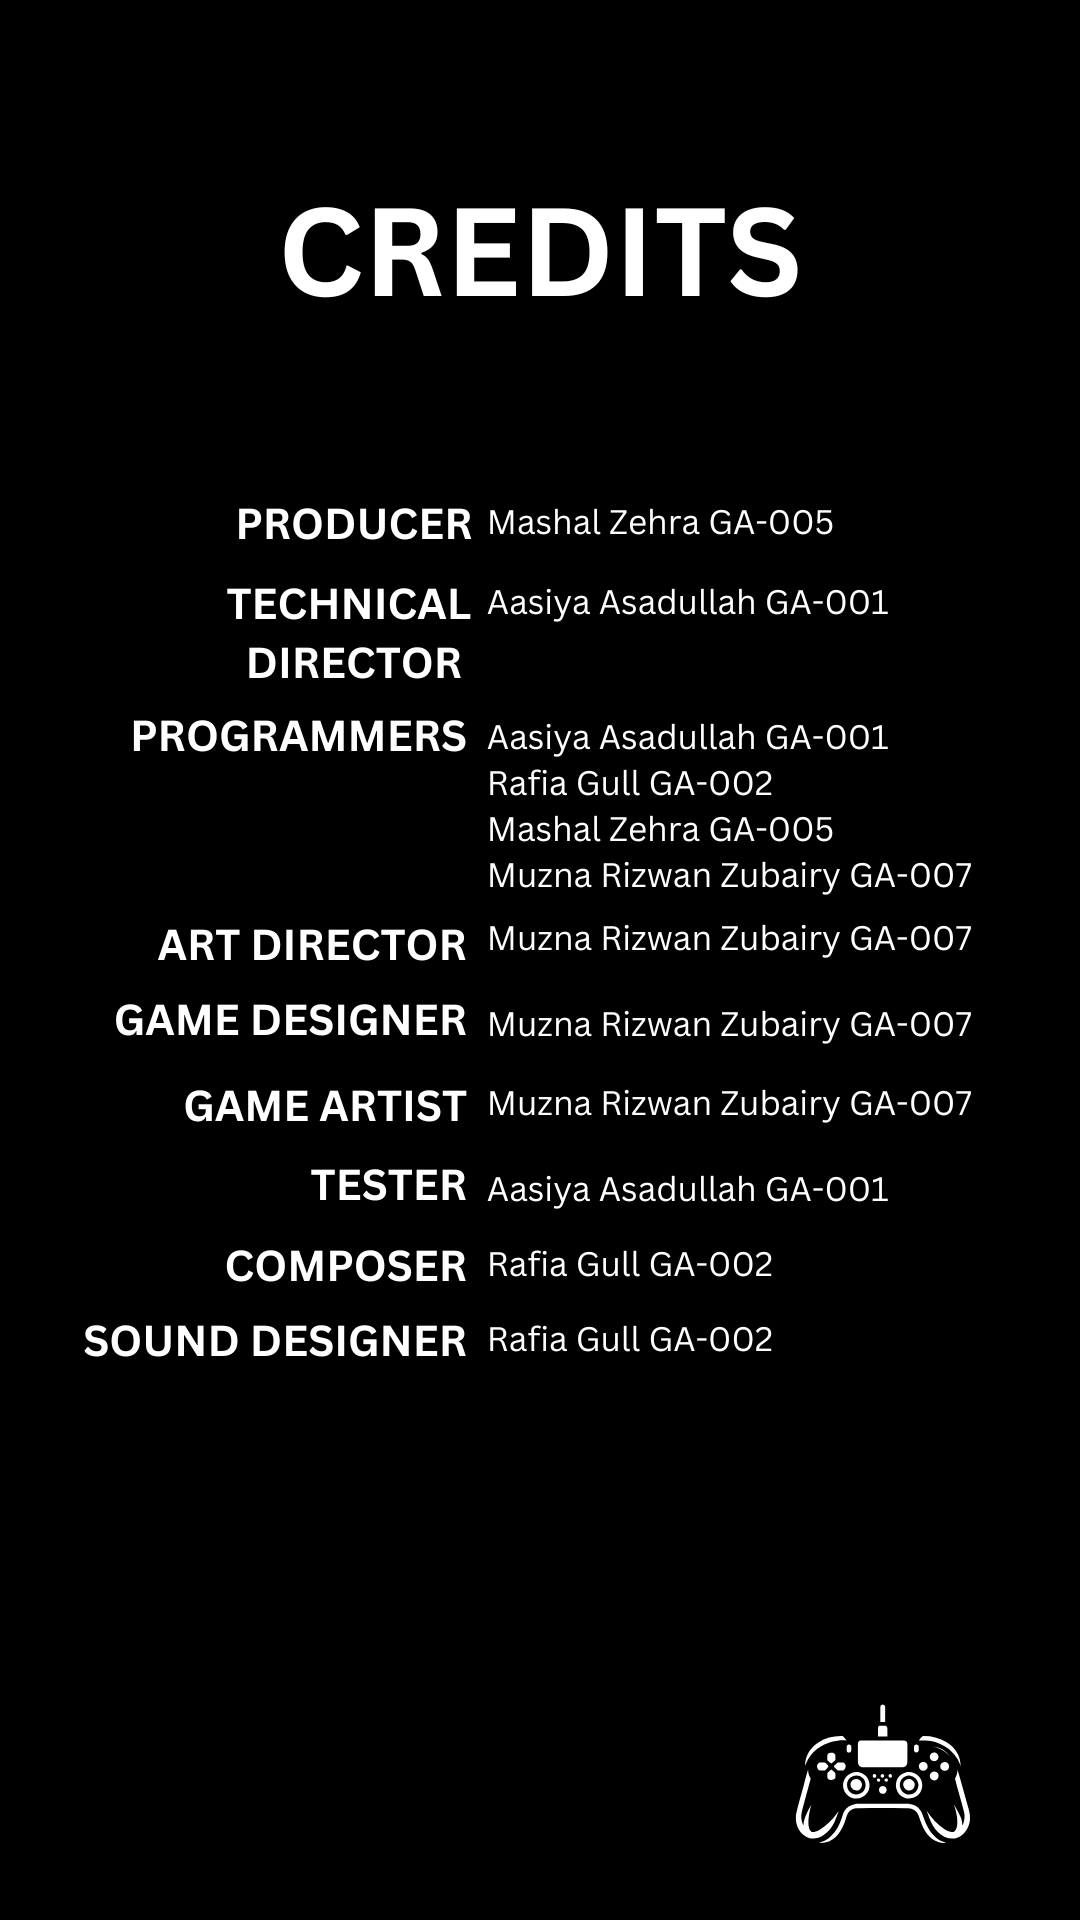 CREDITS
PRODUCER Mashal Zehra GA-005
TECHNICAL Aasiya Asadullah GA-001
DIRECTOR
PROGRAMMERS Aasiya Asadullah GA-001
Rafia Gull GA-002
Mashal Zehra GA-005
Muzna Rizwan Zubairy GA-007
ART DIRECTOR Muzna Rizwan Zubairy GA-007
GAME DESIGNER Muzna Rizwan Zubairy GA-007
GAME ARTIST Muzna Rizwan Zubairy GA-007
TESTER Aasiya Asadullah GA-001
COMPOSER Rafia Gull GA-002
SOUND DESIGNER Rafia Gull GA-002